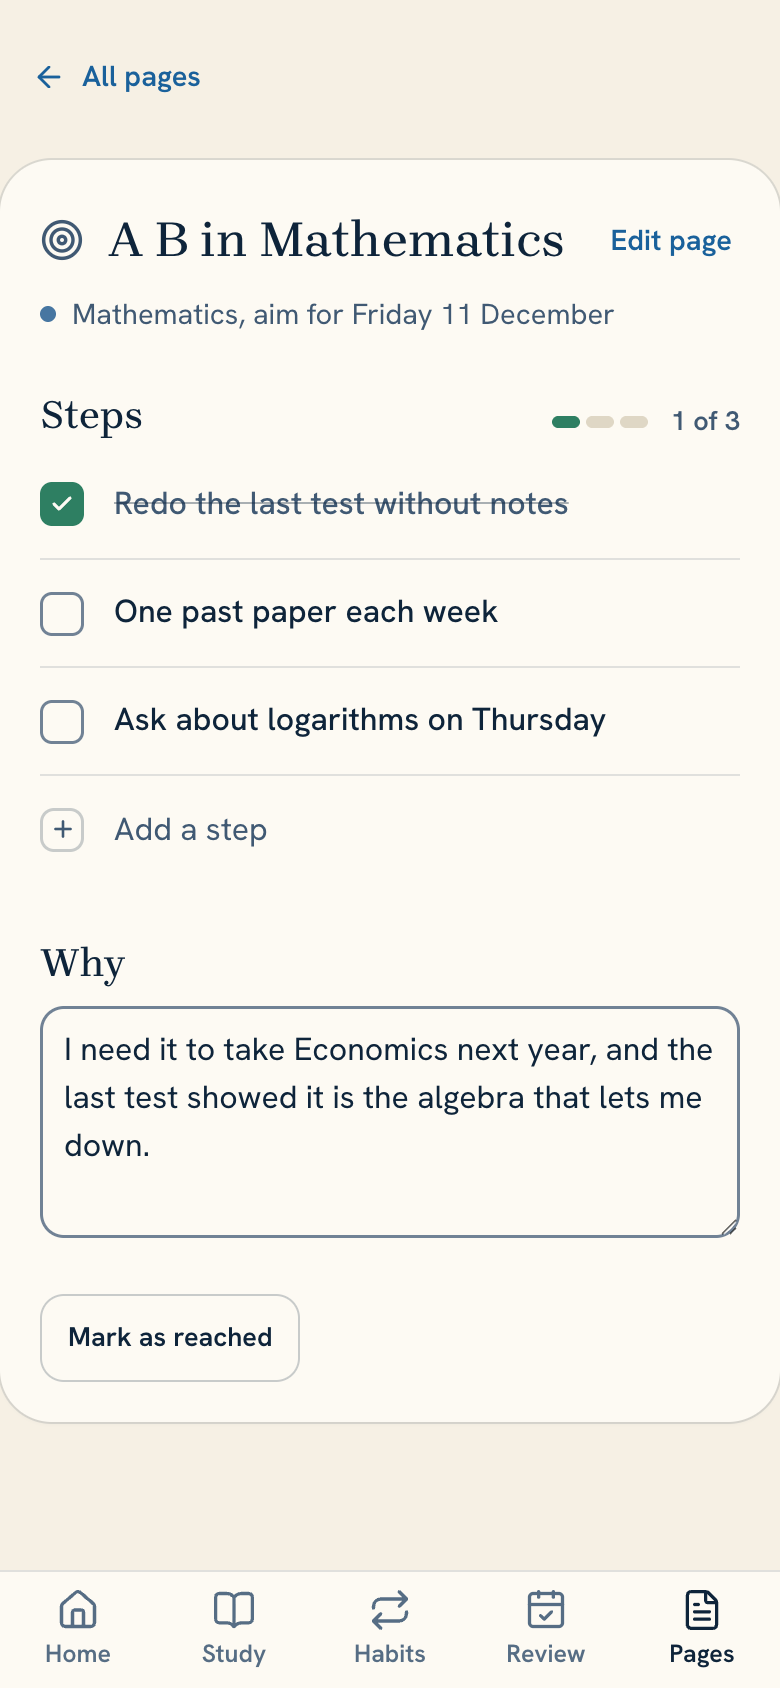 All pages
A B in Mathematics
Edit page
Mathematics, aim for Friday 11 December
Steps
1 of 3
Redo the last test without notes
One past paper each week
Ask about logarithms on Thursday
Add a step
Why
I need it to take Economics next year, and the
last test showed it is the algebra that lets me
down.
Mark as reached
Home
Study
Habits
Review
Pages